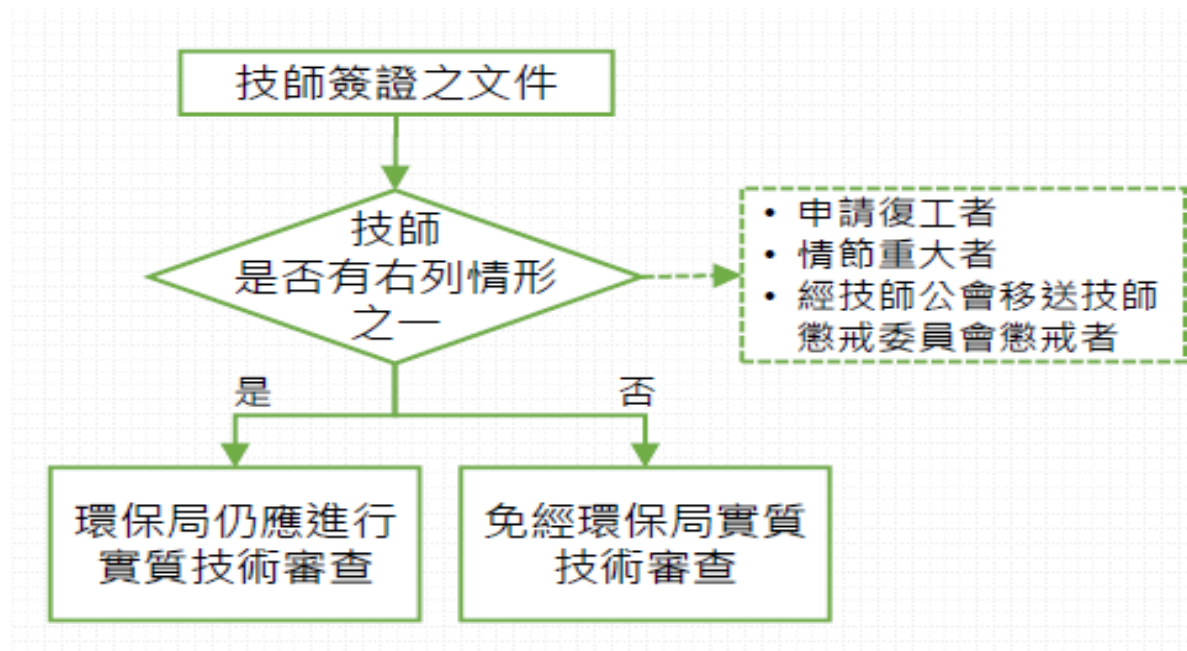 技師簽證之文件
技師
是否有右列情形
之一
• 申請復工者
• 情節重大者
• 經技師公會移送技師
懲戒委員會懲戒者
是
否
環保局仍應進行
實質技術審查
免經環保局實質
技術審查